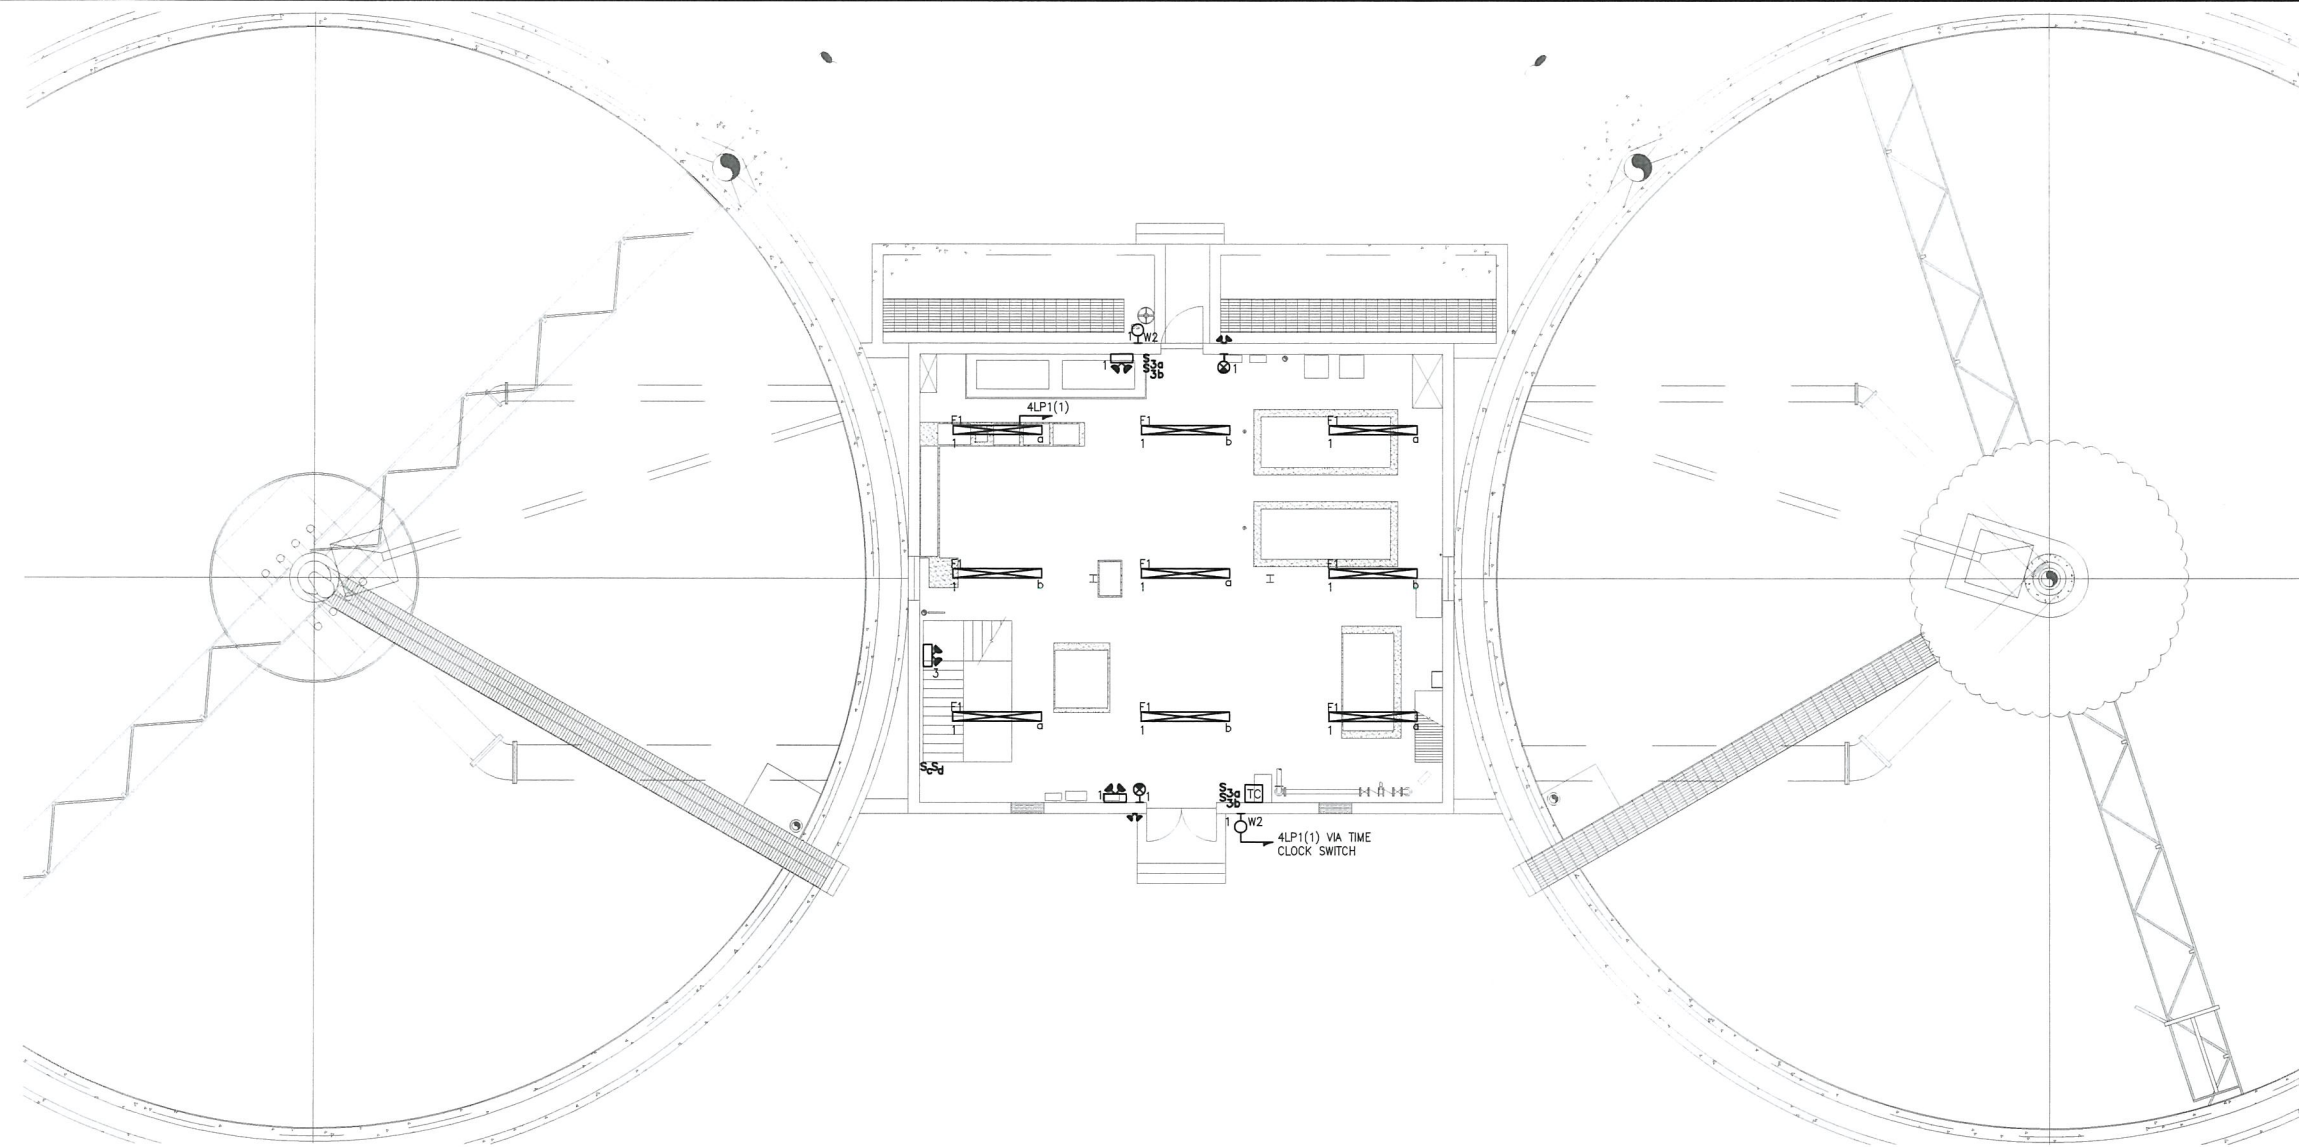 1 W2
1 S3a 1
S3b
4LP1(1)
F1 F1 F1
1 a 1 b 1 a
F1 F1 F1
1 b 1 a 1 b
3
F1 F1 F1
1 a 1 b 1 a
ScSd
1 1 S3a TC
S3b
1 W2
4LP1(1) VIA TIME
CLOCK SWITCH